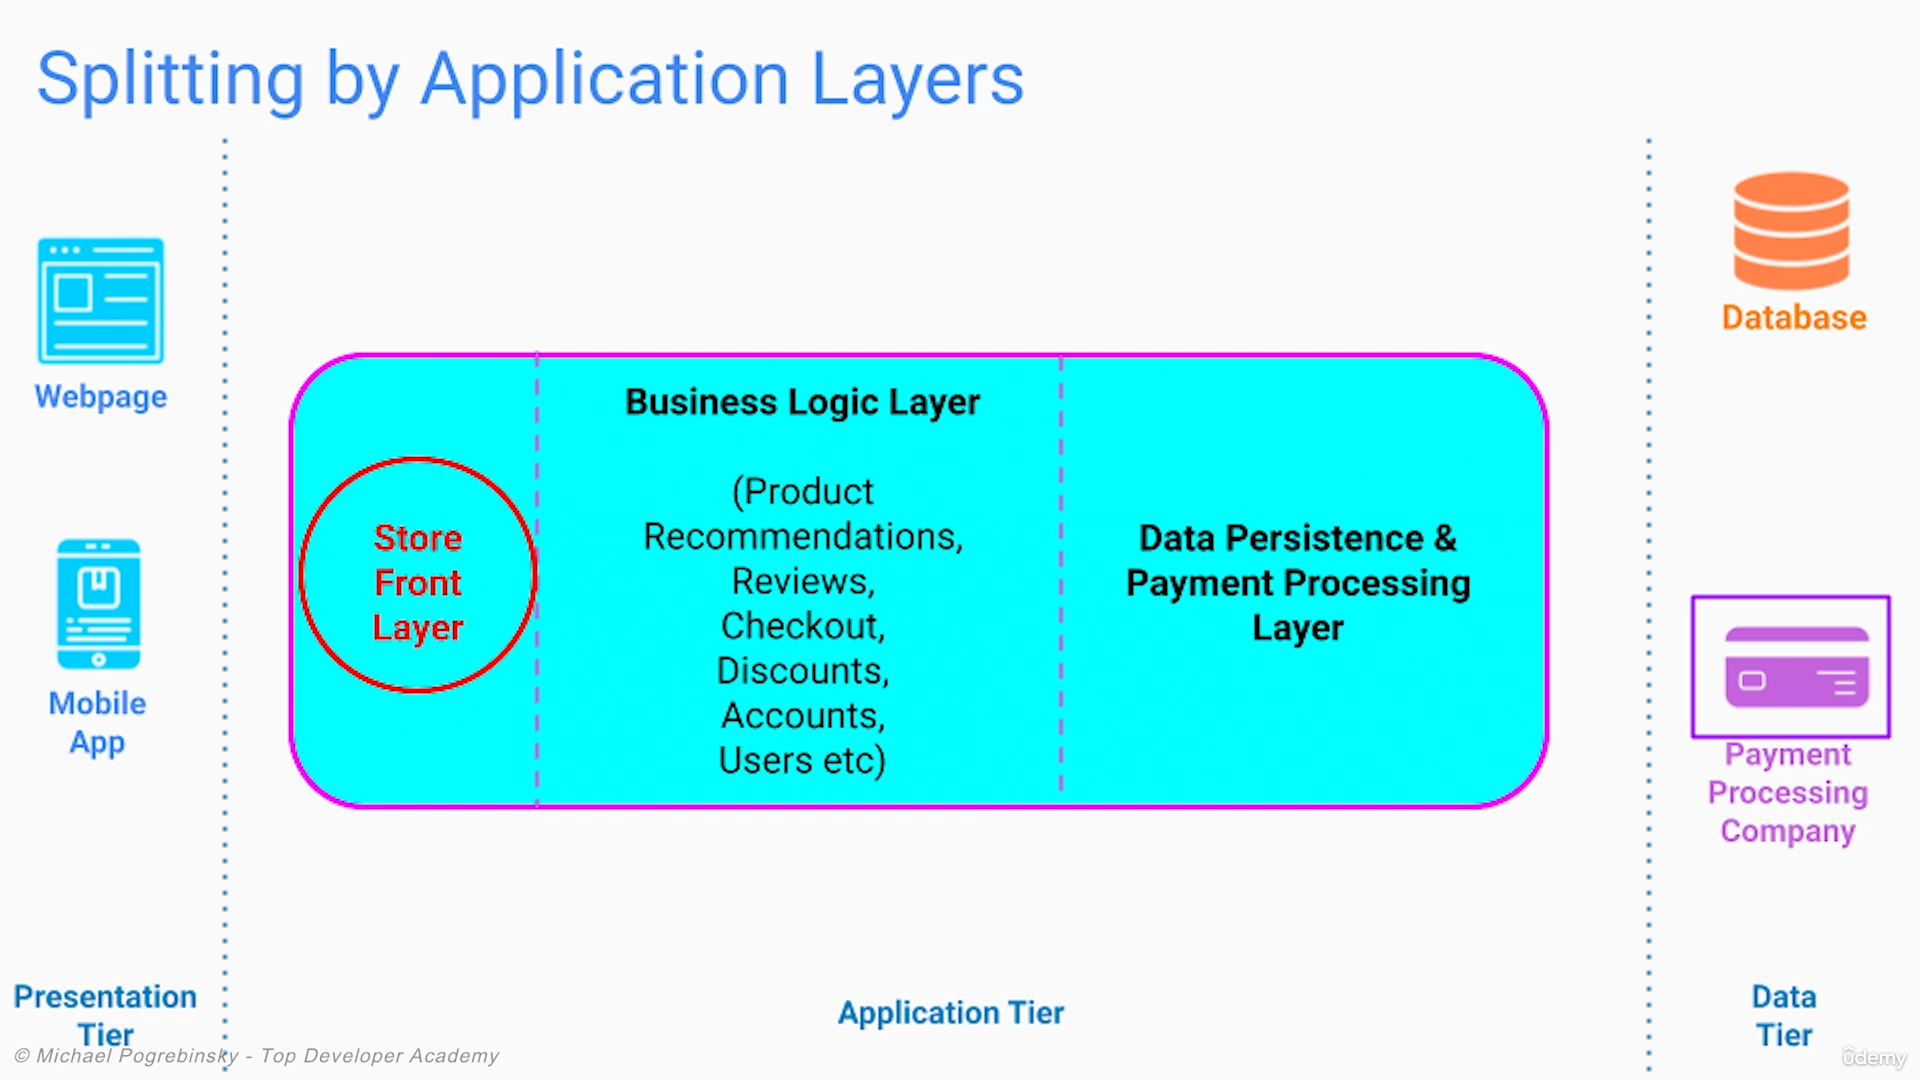 Splitting by Application Layers
Webpage
Mobile
App
Presentation
Tier
Store
Front
Layer
Business Logic Layer
(Product
Recommendations,
Reviews,
Checkout,
Discounts,
Accounts,
Users etc)
Data Persistence &
Payment Processing
Layer
Application Tier
Database
Payment
Processing
Company
Data
Tier
© Michael Pogrebinsky - Top Developer Academy
ûdemy